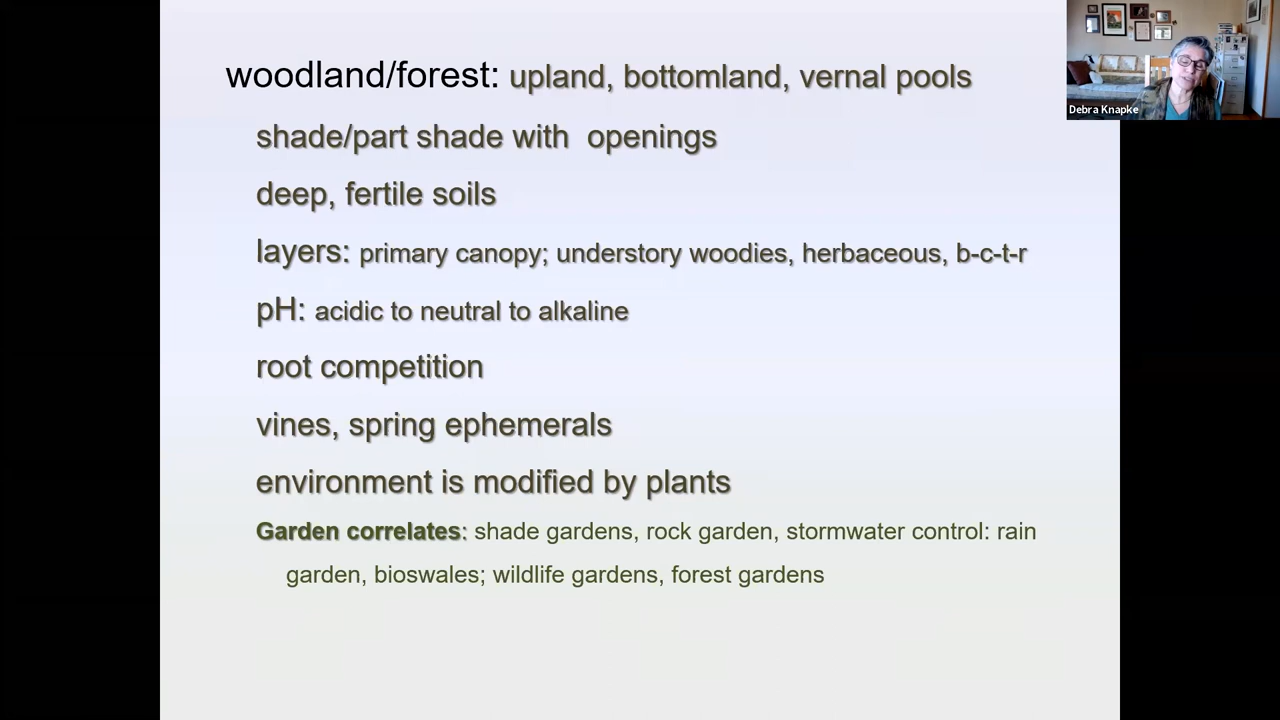 woodland/forest: upland, bottomland, vernal pools
shade/part shade with openings
deep, fertile soils
layers: primary canopy; understory woodies, herbaceous, b-c-t-r
pH: acidic to neutral to alkaline
root competition
vines, spring ephemerals
environment is modified by plants
Garden correlates: shade gardens, rock garden, stormwater control: rain
garden, bioswales; wildlife gardens, forest gardens
Debra Knapke